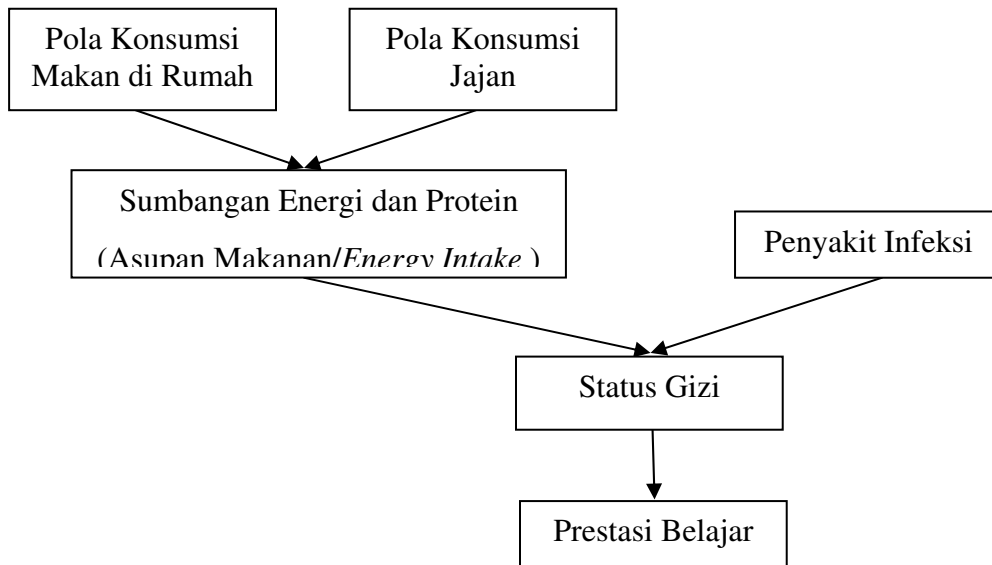 Pola Konsumsi
Makan di Rumah
Pola Konsumsi
Jajan
Sumbangan Energi dan Protein
(Asupan Makanan/Energy Intake )
Penyakit Infeksi
Status Gizi
Prestasi Belajar